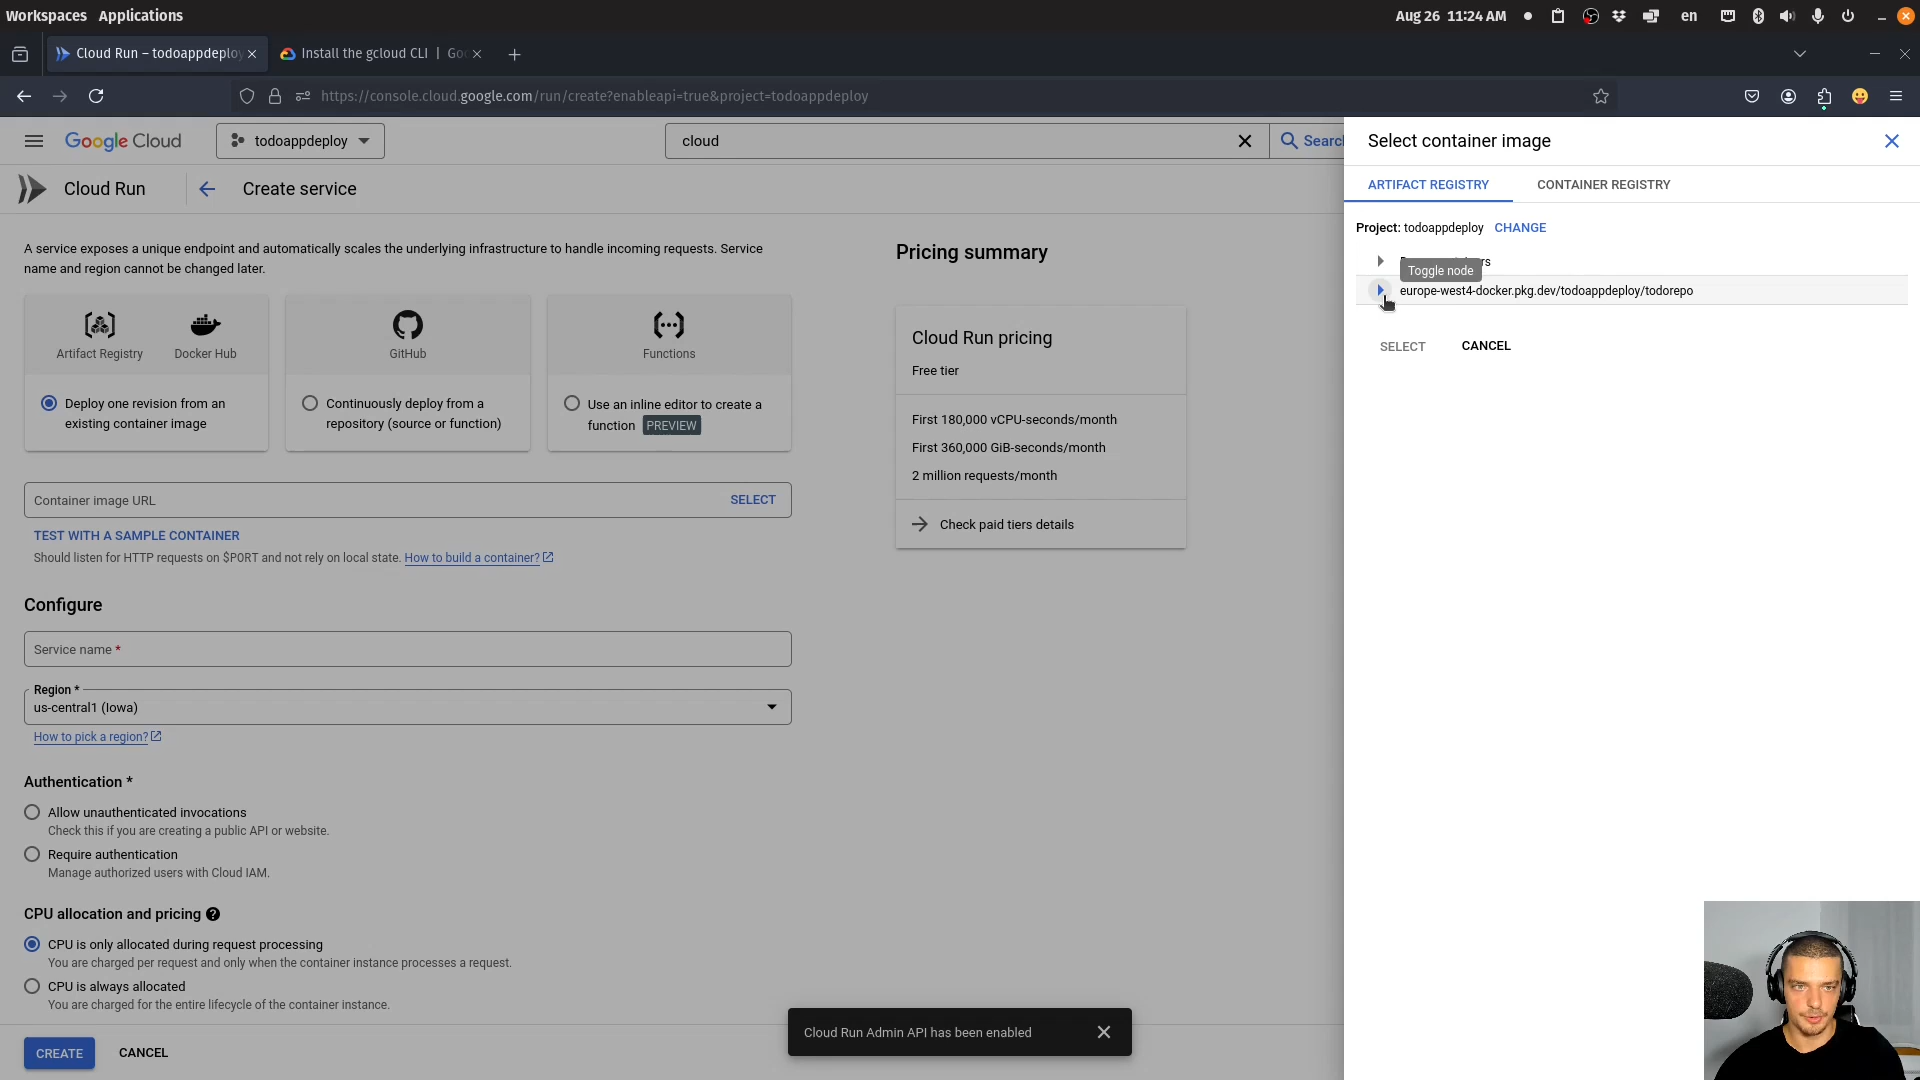 Workspaces Applications
Aug 26 11:24 AM
en
Cloud Run – todoappdeploy
Install the gcloud CLI | Goo
https://console.cloud.google.com/run/create?enableapi=true&project=todoappdeploy
Google Cloud
todoappdeploy
cloud
Search
Cloud Run
Create service
A service exposes a unique endpoint and automatically scales the underlying infrastructure to handle incoming requests. Service
name and region cannot be changed later.
Artifact Registry
Docker Hub
GitHub
Functions
Deploy one revision from an
existing container image
Continuously deploy from a
repository (source or function)
Use an inline editor to create a
function PREVIEW
Container image URL
SELECT
TEST WITH A SAMPLE CONTAINER
Should listen for HTTP requests on $PORT and not rely on local state. How to build a container?
Configure
Service name *
Region *
us-central1 (Iowa)
How to pick a region?
Authentication *
Allow unauthenticated invocations
Check this if you are creating a public API or website.
Require authentication
Manage authorized users with Cloud IAM.
CPU allocation and pricing
CPU is only allocated during request processing
You are charged per request and only when the container instance processes a request.
CPU is always allocated
You are charged for the entire lifecycle of the container instance.
CREATE
CANCEL
Pricing summary
Cloud Run pricing
Free tier
First 180,000 vCPU-seconds/month
First 360,000 GiB-seconds/month
2 million requests/month
Check paid tiers details
Cloud Run Admin API has been enabled
Select container image
ARTIFACT REGISTRY
CONTAINER REGISTRY
Project: todoappdeploy CHANGE
Toggle node
europe-west4-docker.pkg.dev/todoappdeploy/todorepo
SELECT
CANCEL